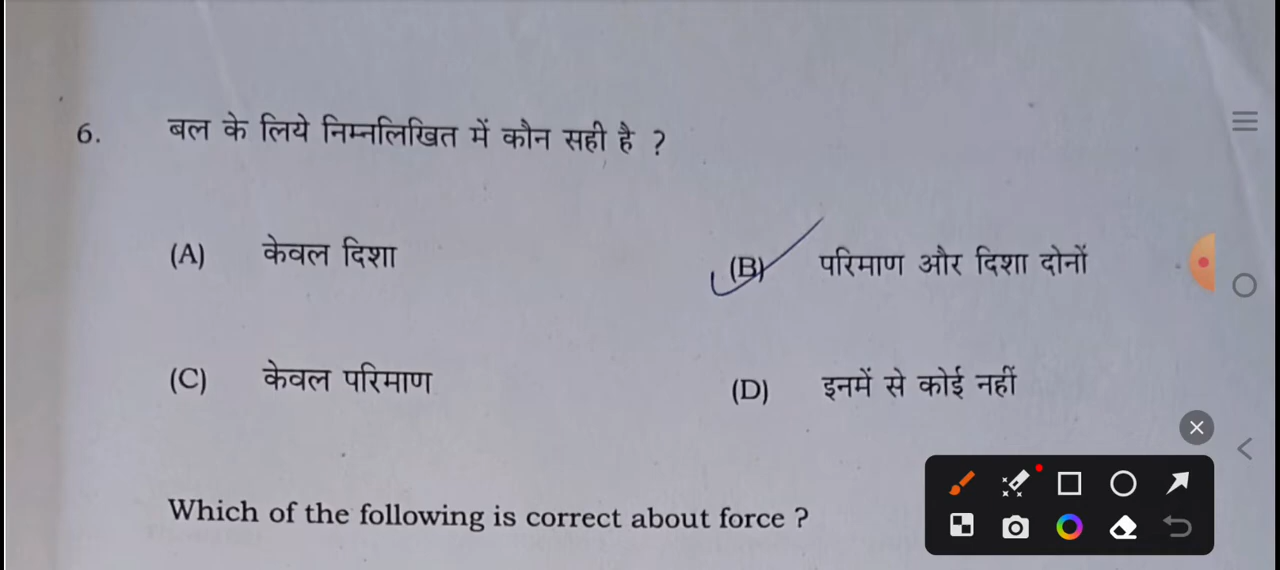 6. बल के लिये निम्नलिखित में कौन सही है ?
(A) केवल दिशा (B) परिमाण और दिशा दोनों
(C) केवल परिमाण (D) इनमें से कोई नहीं
Which of the following is correct about force ?